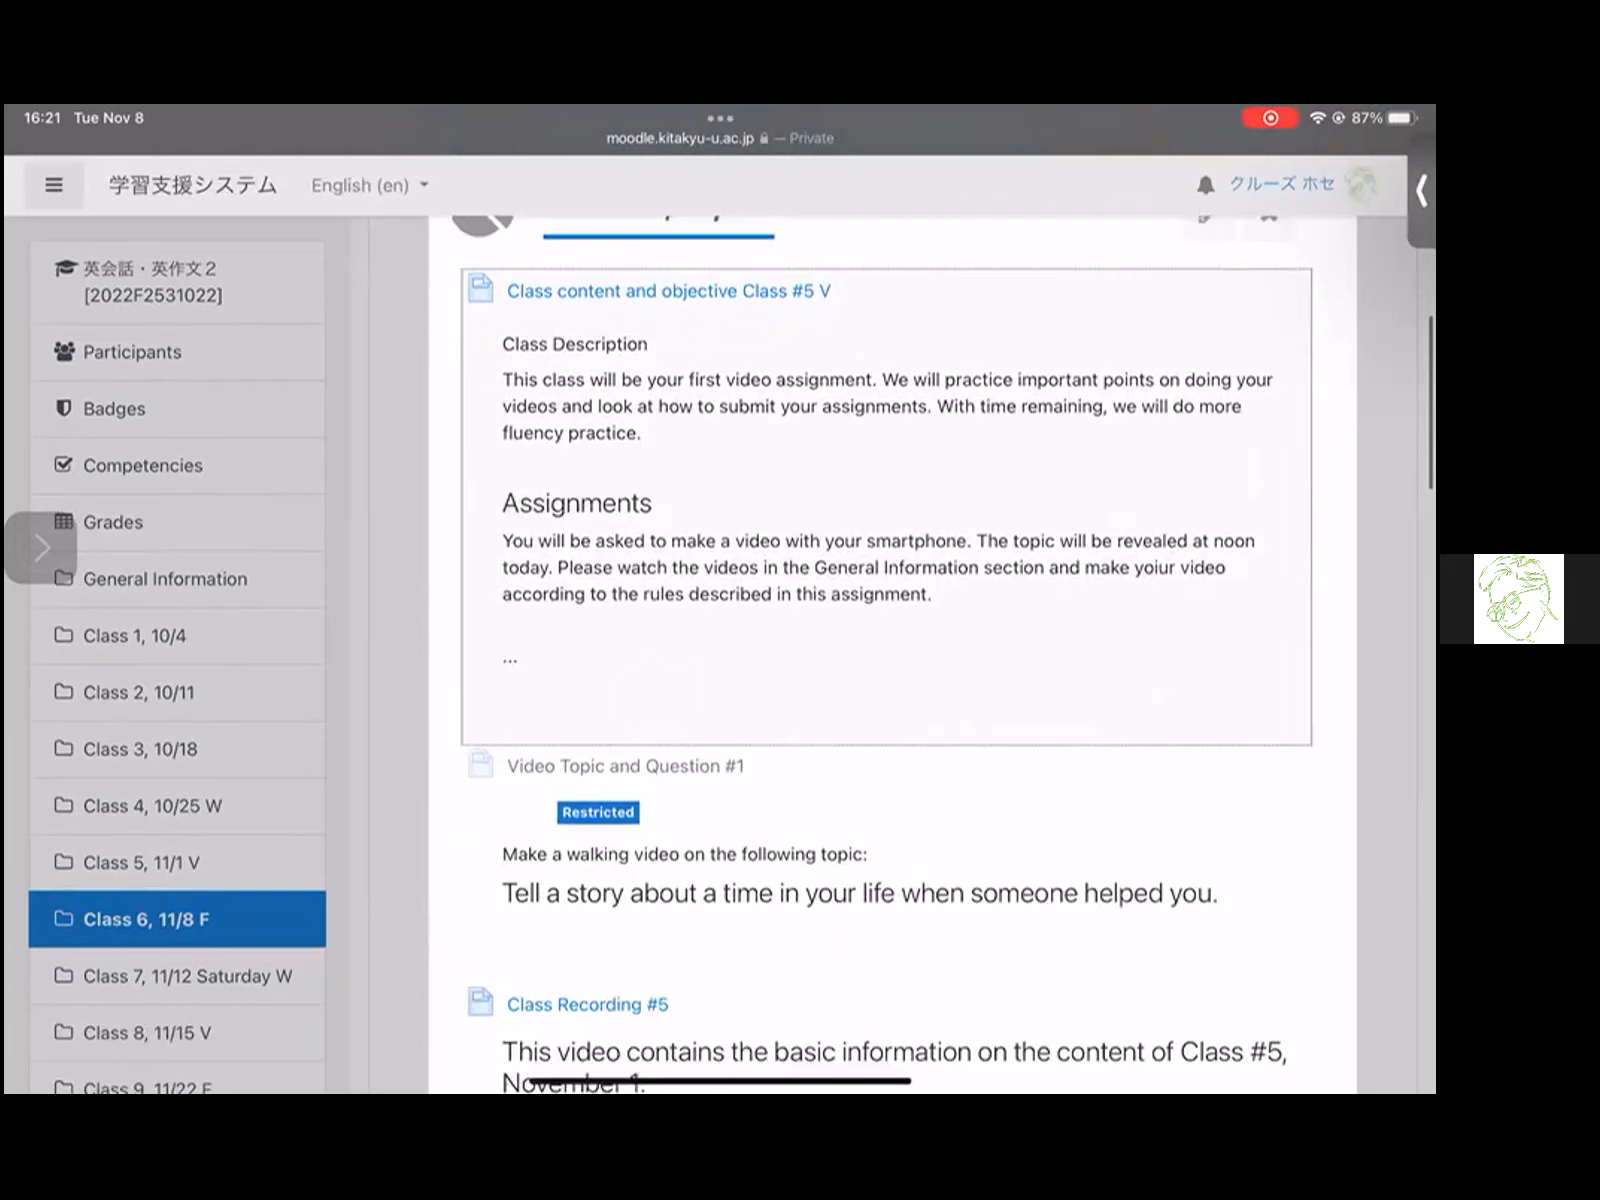 16:21 Tue Nov 8
87%
moodle.kitakyu-u.ac.jp — Private
学習支援システム English (en)
クルーズ ホセ
英会話・英作文２
[2022F2531022]
Participants
Badges
Competencies
Grades
General Information
Class 1, 10/4
Class 2, 10/11
Class 3, 10/18
Class 4, 10/25 W
Class 5, 11/1 V
Class 6, 11/8 F
Class 7, 11/12 Saturday W
Class 8, 11/15 V
Class 9, 11/22 F
Class content and objective Class #5 V
Class Description
This class will be your first video assignment. We will practice important points on doing your
videos and look at how to submit your assignments. With time remaining, we will do more
fluency practice.
Assignments
You will be asked to make a video with your smartphone. The topic will be revealed at noon
today. Please watch the videos in the General Information section and make yoiur video
according to the rules described in this assignment.
...
Video Topic and Question #1
Restricted
Make a walking video on the following topic:
Tell a story about a time in your life when someone helped you.
Class Recording #5
This video contains the basic information on the content of Class #5,
November 1.